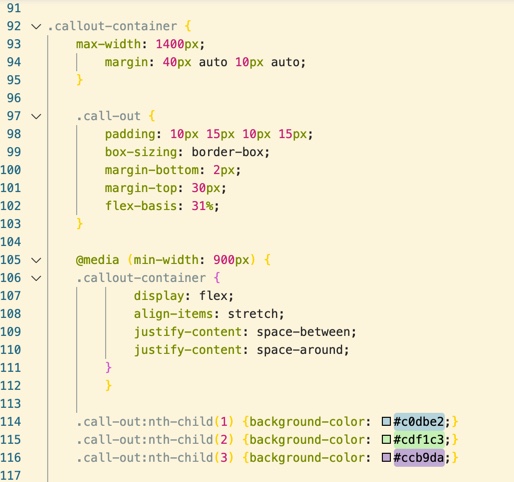 91
92 .callout-container {
93 max-width: 1400px;
94 margin: 40px auto 10px auto;
95 }
96
97 .call-out {
98 padding: 10px 15px 10px 15px;
99 box-sizing: border-box;
100 margin-bottom: 2px;
101 margin-top: 30px;
102 flex-basis: 31%;
103 }
104
105 @media (min-width: 900px) {
106 .callout-container {
107 display: flex;
108 align-items: stretch;
109 justify-content: space-between;
110 justify-content: space-around;
111 }
112 }
113
114 .call-out:nth-child(1) {background-color: #c0dbe2;}
115 .call-out:nth-child(2) {background-color: #cdf1c3;}
116 .call-out:nth-child(3) {background-color: #ccb9da;}
117